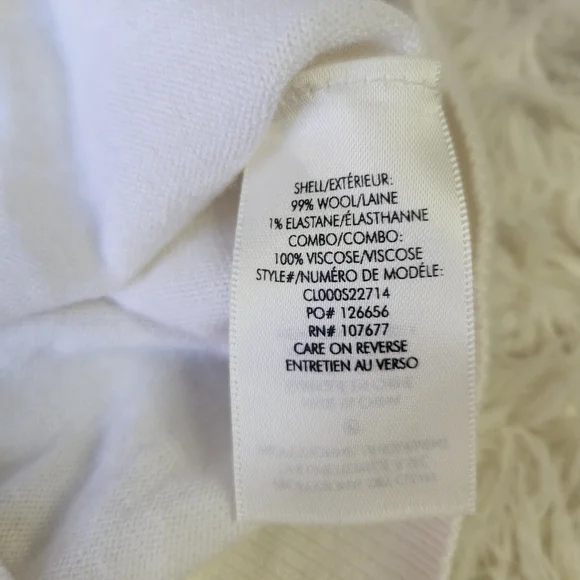 SHELL/EXTÉRIEUR:
99% WOOL/LAINE
1% ELASTANE/ÉLASTHANNE
COMBO/COMBO:
100% VISCOSE/VISCOSE
STYLE#/NUMÉRO DE MODÉLE:
CL000S22714
PO# 126656
RN# 107677
CARE ON REVERSE
ENTRETIEN AU VERSO